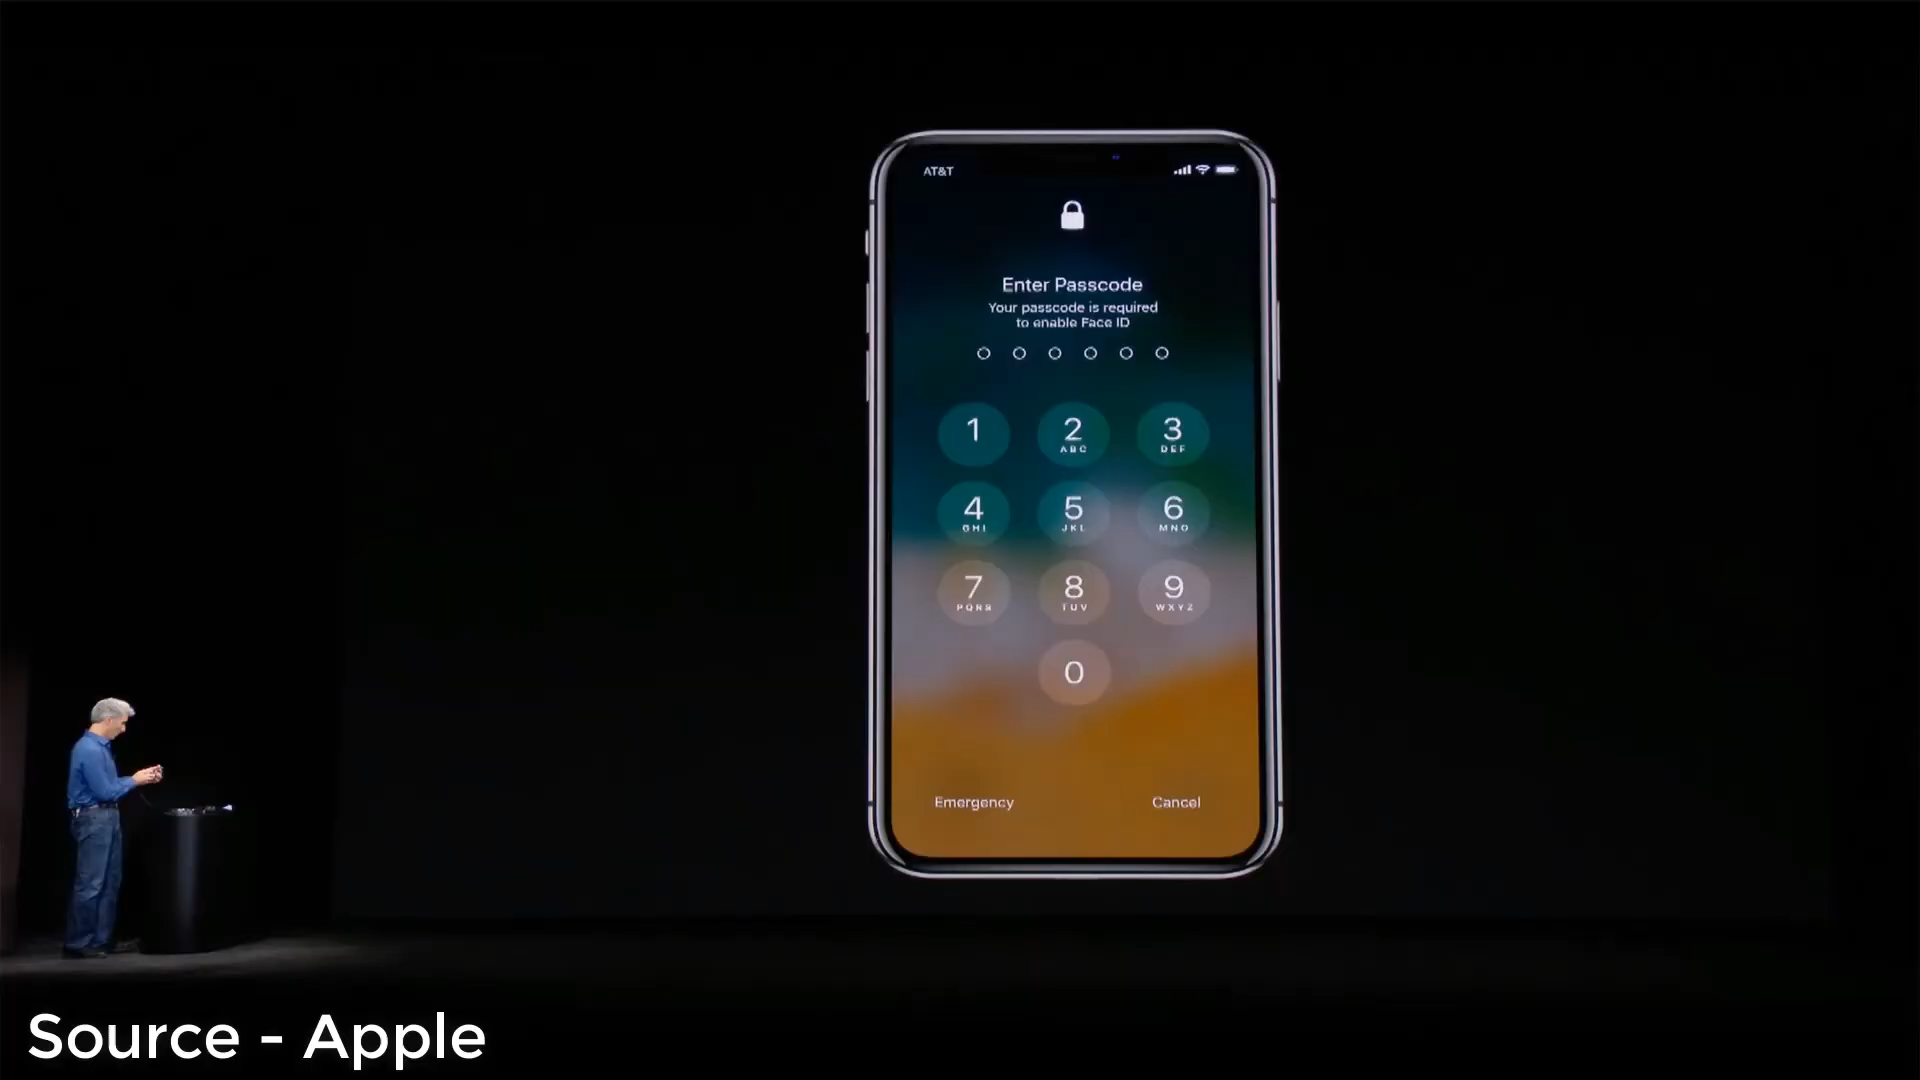 AT&T
Enter Passcode
Your passcode is required
to enable Face ID
1
2
ABC
3
DEF
4
GHI
5
JKL
6
MNO
7
PQRS
8
TUV
9
WXYZ
0
Emergency
Cancel
Source - Apple